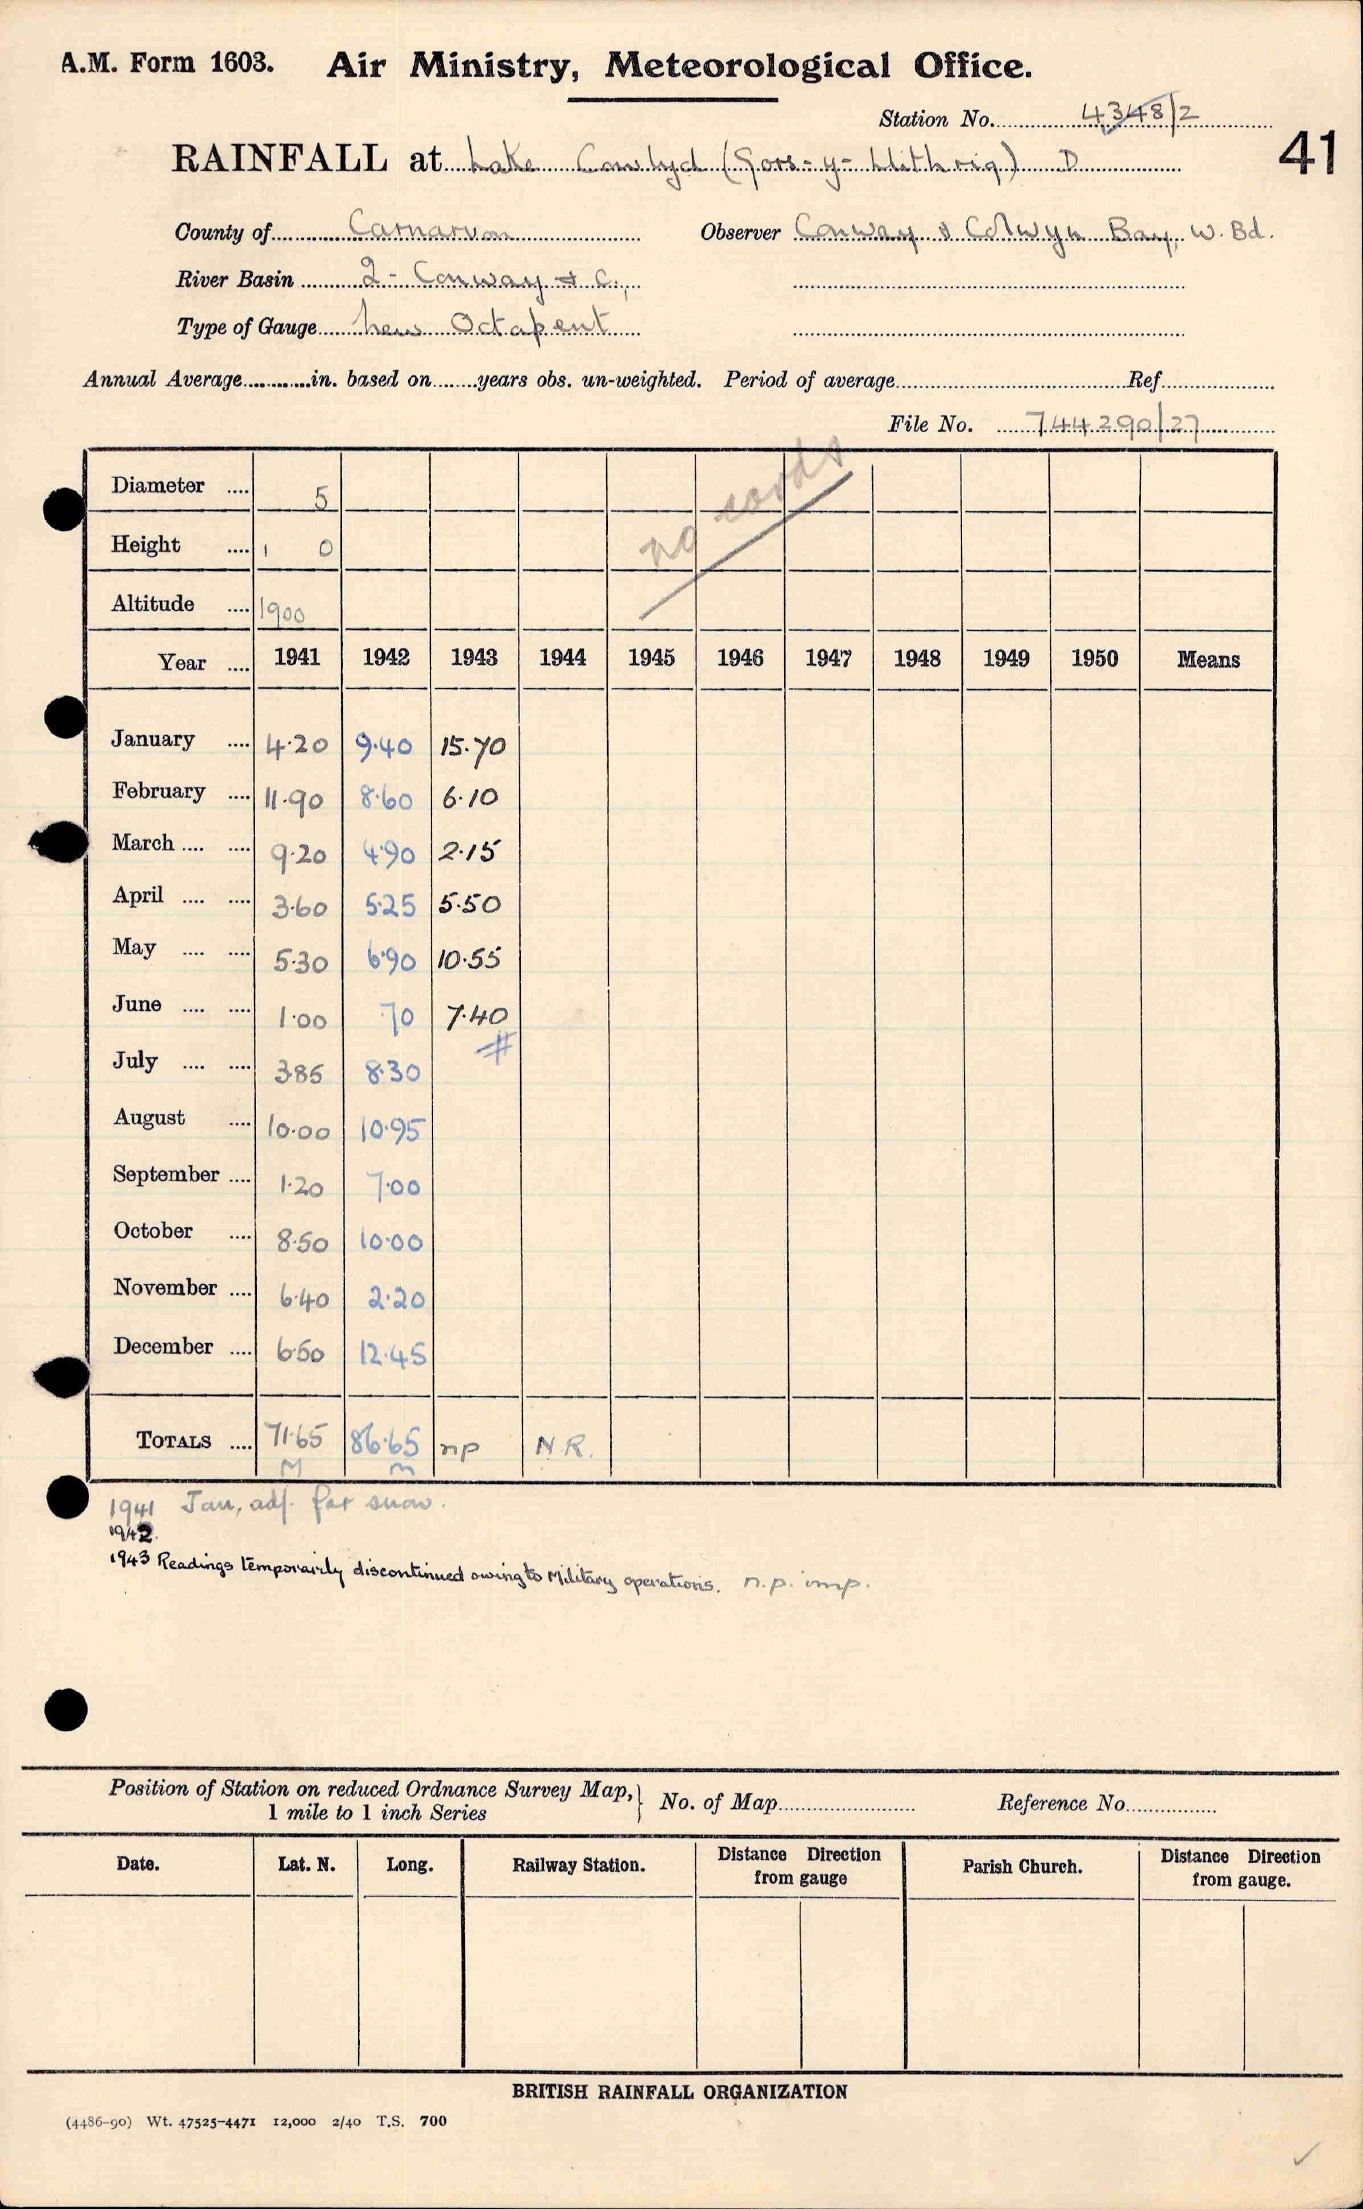 A.M. Form 1603. Air Ministry, Meteorological Office.
Station No. 4348/2
41
RAINFALL at Lake Cowlyd (Gors-y-Llithrig) D
County of Carnarvon Observer Conway & Colwyn Bay, W. Bd.
River Basin 2 - Conway & C.,
Type of Gauge New Octapent
Annual Average in. based on years obs. un-weighted. Period of average Ref
File No. 744290/27
no cards
Diameter 5
Height 1 0
Altitude 1900
Year 1941 1942 1943 1944 1945 1946 1947 1948 1949 1950 Means
January 4.20 9.40 15.70
February 11.90 8.60 6.10
March 9.20 4.90 2.15
April 3.60 5.25 5.50
May 5.30 6.90 10.55
June 1.00 .70 7.40
#
July 3.85 8.30
August 10.00 10.95
September 1.20 7.00
October 8.50 10.00
November 6.40 2.20
December 6.50 12.45
TOTALS 71.65 86.65 np N.R.
M m
1941 Jan, adj. for snow.
1942.
1943 Readings temporarily discontinued owing to Military operations. n.p. imp.
Position of Station on reduced Ordnance Survey Map, No. of Map Reference No.
1 mile to 1 inch Series
Date. Lat. N. Long. Railway Station. Distance Direction from gauge Parish Church. Distance Direction from gauge.
BRITISH RAINFALL ORGANIZATION
(4486-90) Wt. 47525-4471 12,000 2/40 T.S. 700